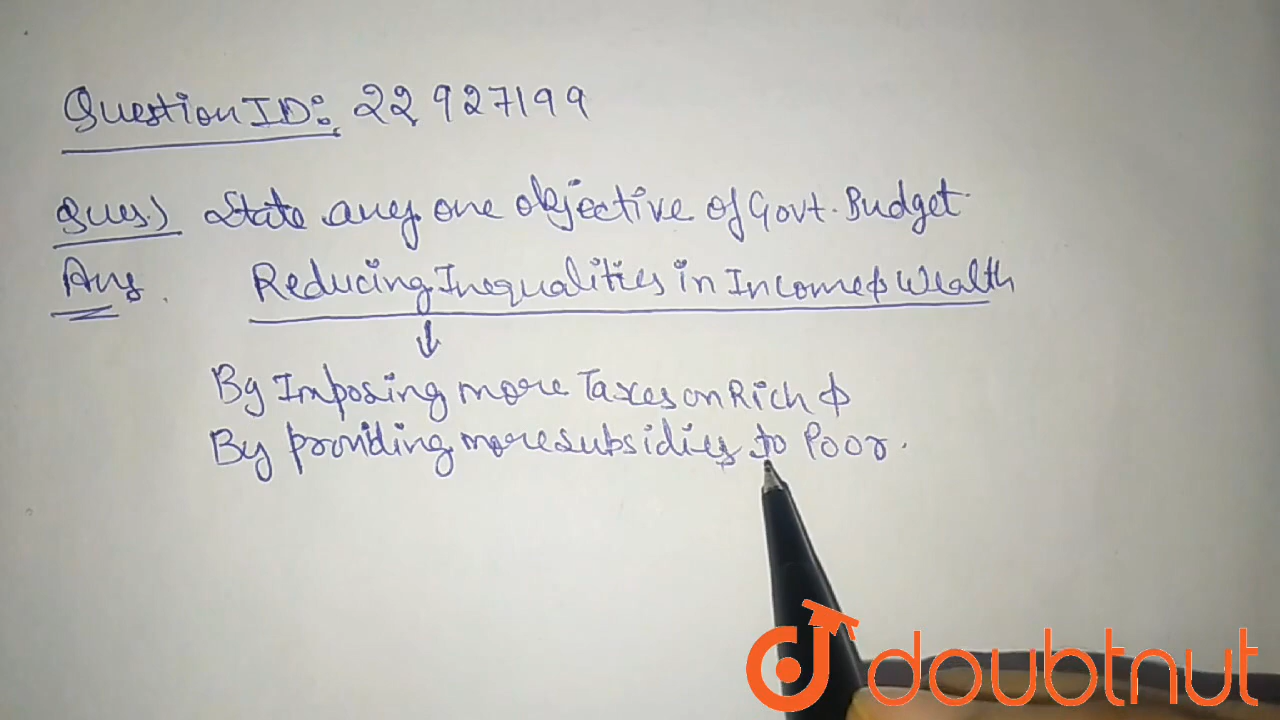 Question ID: 22927199
Ques) State any one objective of Govt. Budget.
Ans. Reducing Inequalities in Income & Wealth
↓
By Imposing more Taxes on Rich &
By providing more subsidies to Poor.
doubtnut